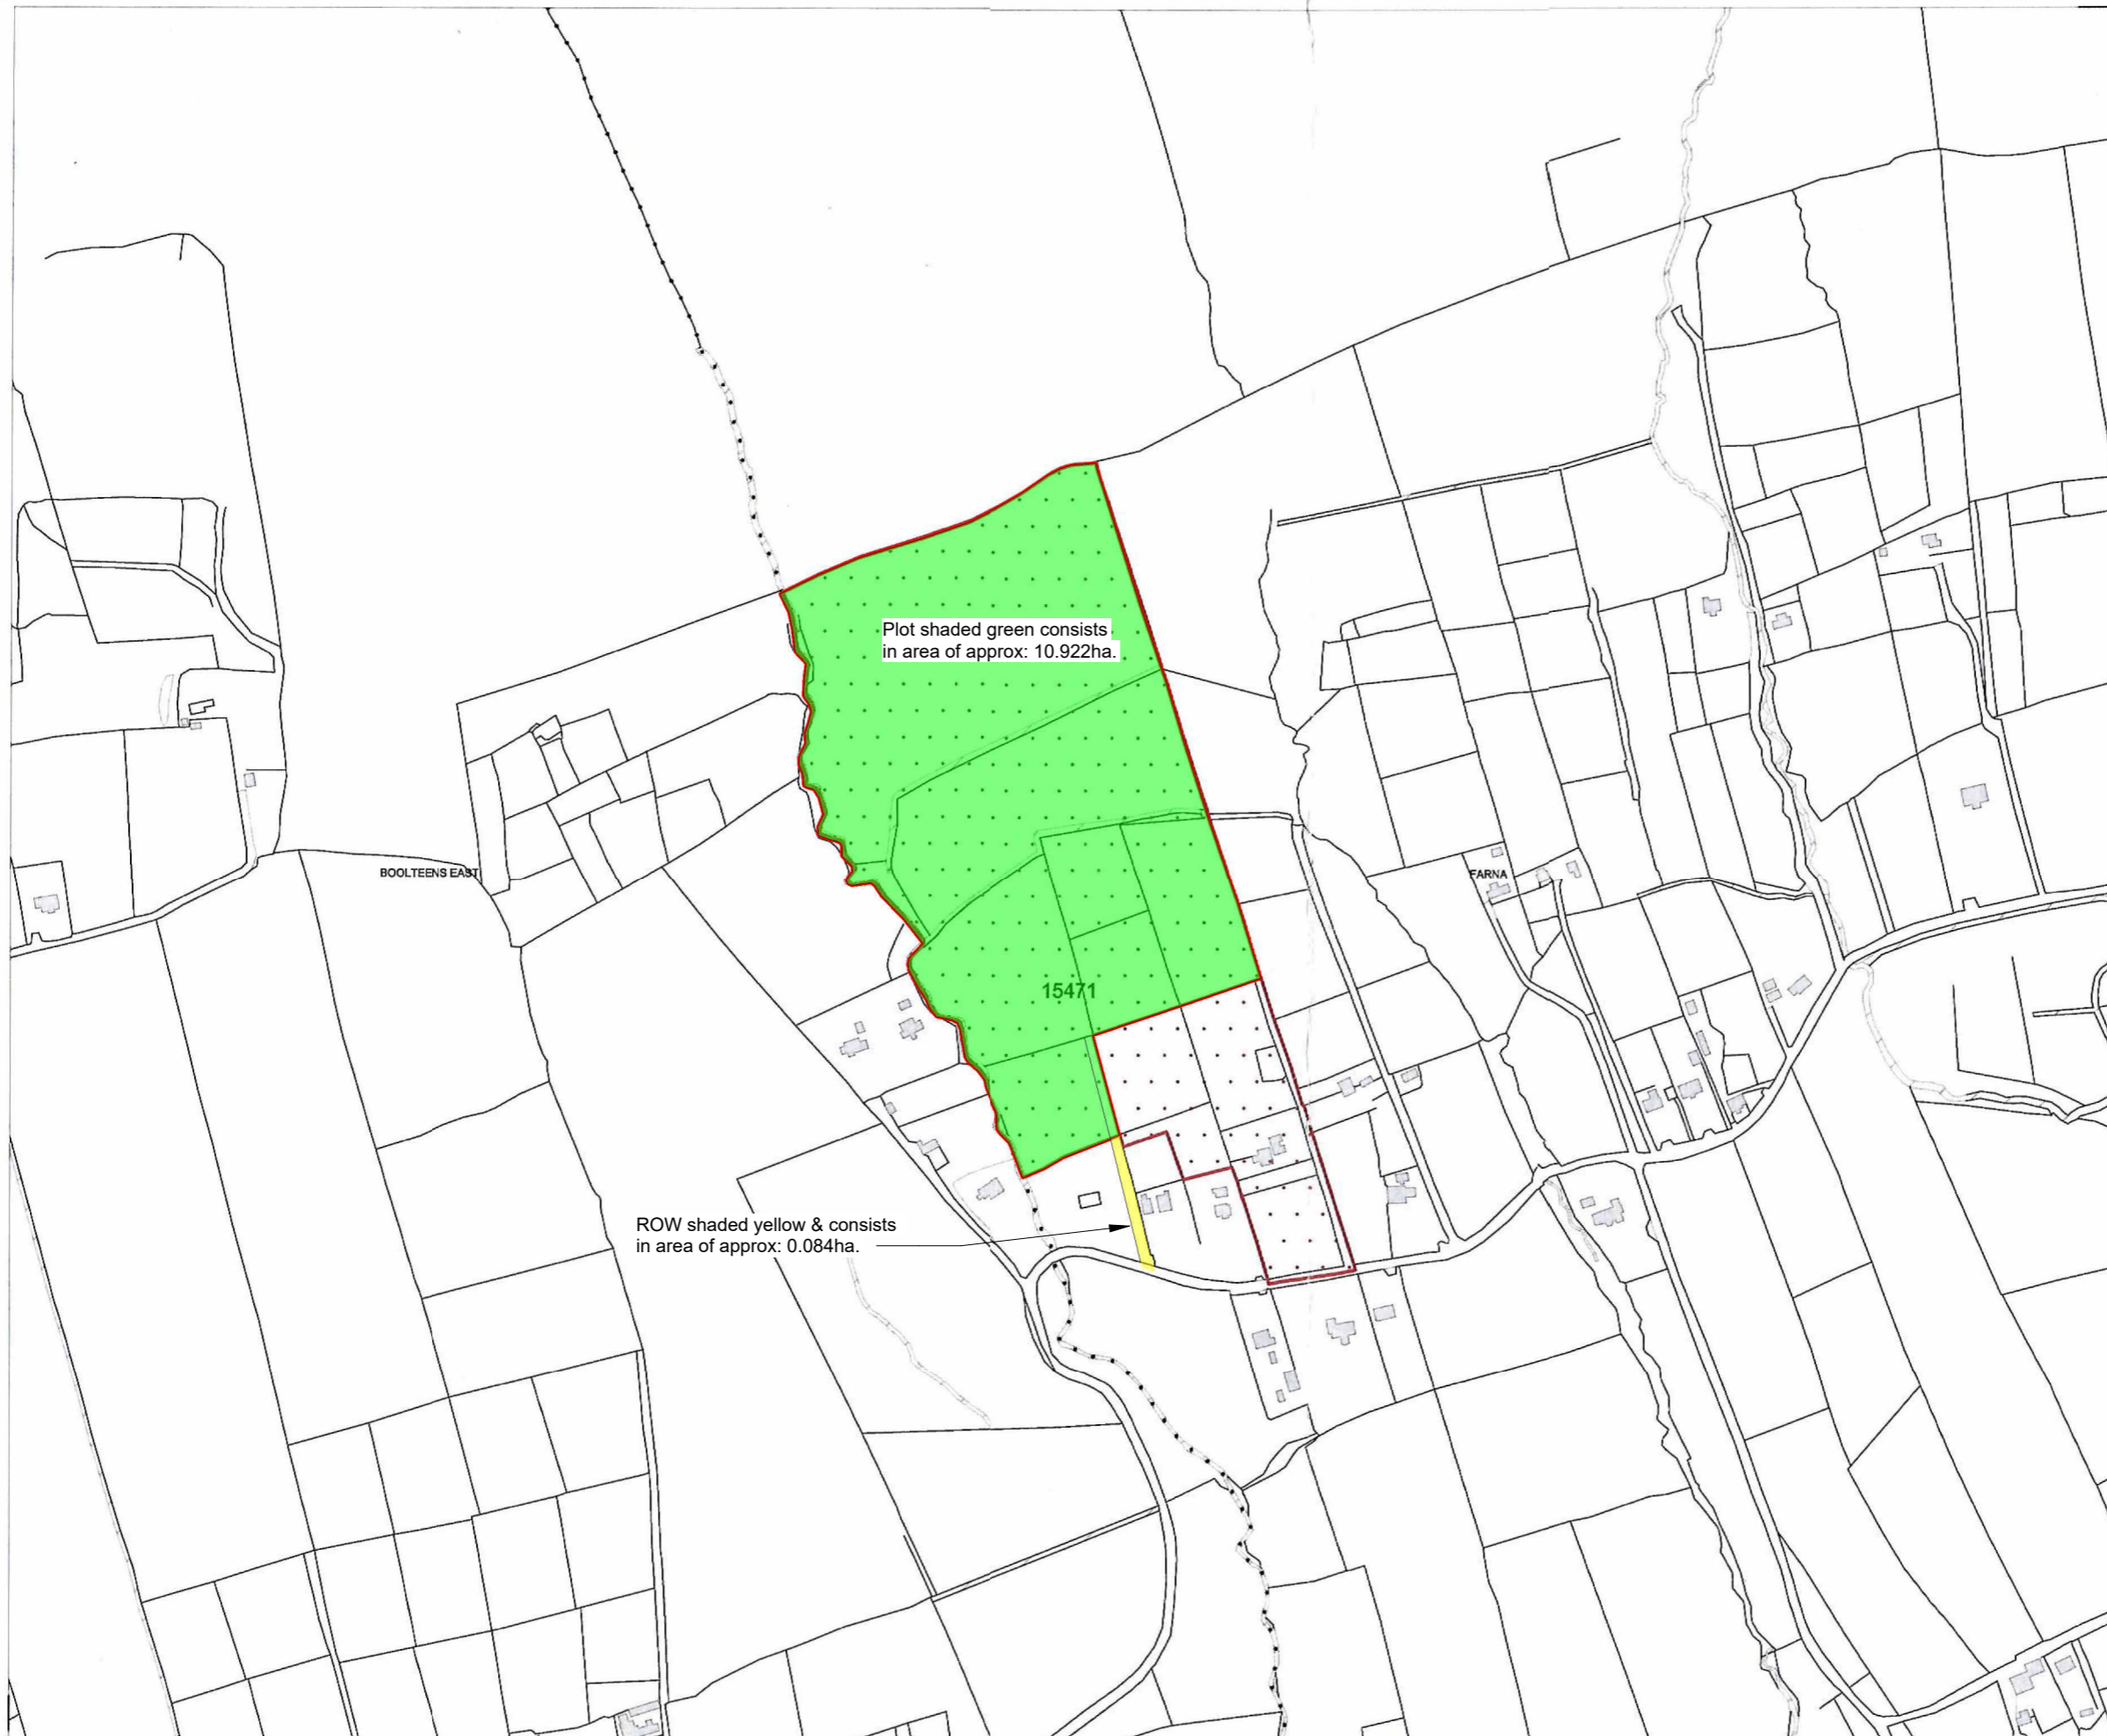 Plot shaded green consists
in area of approx: 10.922ha.
BOOLTEENS EAST
FARNA
15471
ROW shaded yellow & consists
in area of approx: 0.084ha.